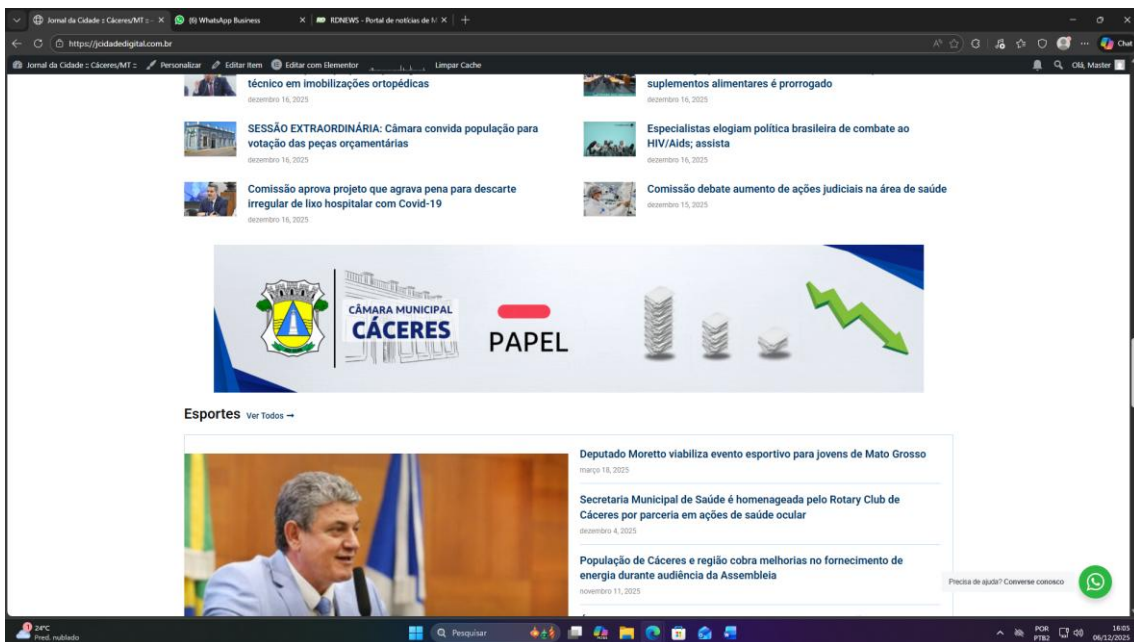 Jornal da Cidade :: Cáceres/MT :: -
(6) WhatsApp Business
RDNEWS - Portal de notícias de M
https://jcidadedigital.com.br
Chat
Jornal da Cidade :: Cáceres/MT :: Personalizar Editar Item Editar com Elementor Limpar Cache
Olá, Master
técnico em imobilizações ortopédicas
dezembro 16, 2025
suplementos alimentares é prorrogado
dezembro 16, 2025
SESSÃO EXTRAORDINÁRIA: Câmara convida população para
votação das peças orçamentárias
dezembro 16, 2025
Especialistas elogiam política brasileira de combate ao
HIV/Aids; assista
dezembro 16, 2025
Comissão aprova projeto que agrava pena para descarte
irregular de lixo hospitalar com Covid-19
dezembro 16, 2025
Comissão debate aumento de ações judiciais na área de saúde
dezembro 15, 2025
CÂMARA MUNICIPAL
CÁCERES
PAPEL
Esportes Ver Todos →
Deputado Moretto viabiliza evento esportivo para jovens de Mato Grosso
março 18, 2025
Secretaria Municipal de Saúde é homenageada pelo Rotary Club de
Cáceres por parceria em ações de saúde ocular
dezembro 4, 2025
População de Cáceres e região cobra melhorias no fornecimento de
energia durante audiência da Assembleia
novembro 11, 2025
Precisa de ajuda? Converse conosco
24°C
Pred. nublado
Pesquisar
POR
PTB2
16:05
06/12/2025